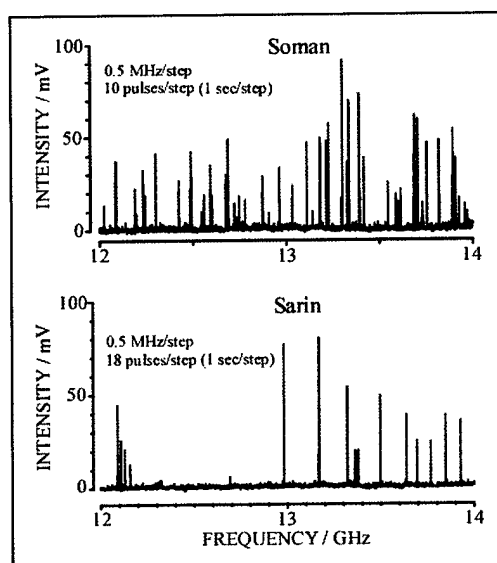 Soman
0.5 MHz/step
10 pulses/step (1 sec/step)
INTENSITY / mV
100
50
0
12
13
14
Sarin
0.5 MHz/step
18 pulses/step (1 sec/step)
INTENSITY / mV
100
50
0
12
13
14
FREQUENCY / GHz